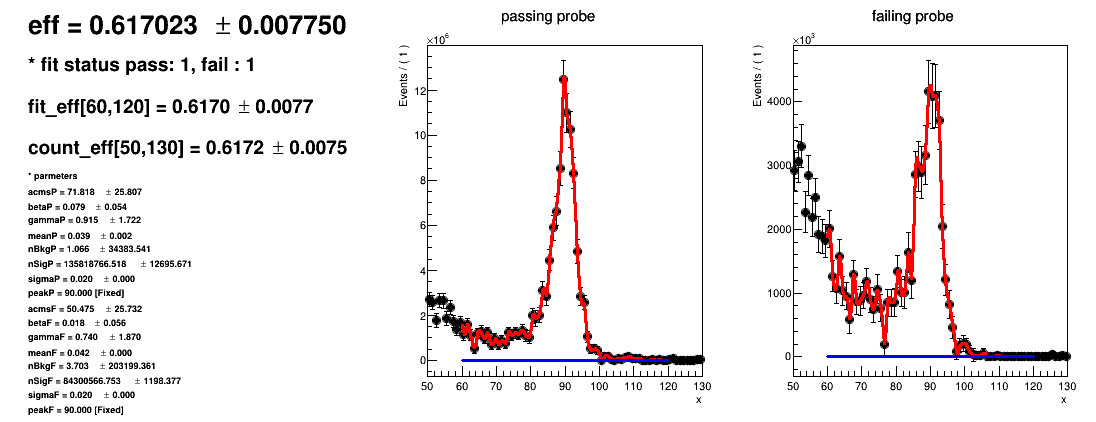 eff = 0.617023 ± 0.007750
* fit status pass: 1, fail : 1
fit_eff[60,120] = 0.6170 ± 0.0077
count_eff[50,130] = 0.6172 ± 0.0075
* parmeters
acmsP = 71.818 ± 25.807
betaP = 0.079 ± 0.054
gammaP = 0.915 ± 1.722
meanP = 0.039 ± 0.002
nBkgP = 1.066 ± 34383.541
nSigP = 135818766.518 ± 12695.671
sigmaP = 0.020 ± 0.000
peakP = 90.000 [Fixed]
acmsF = 50.475 ± 25.732
betaF = 0.018 ± 0.056
gammaF = 0.740 ± 1.870
meanF = 0.042 ± 0.000
nBkgF = 3.703 ± 203199.361
nSigF = 84300566.753 ± 1198.377
sigmaF = 0.020 ± 0.000
peakF = 90.000 [Fixed]
passing probe
×10⁶
Events / ( 1 )
12
10
8
6
4
2
0
50 60 70 80 90 100 110 120 130
x
failing probe
×10³
Events / ( 1 )
4000
3000
2000
1000
0
50 60 70 80 90 100 110 120 130
x